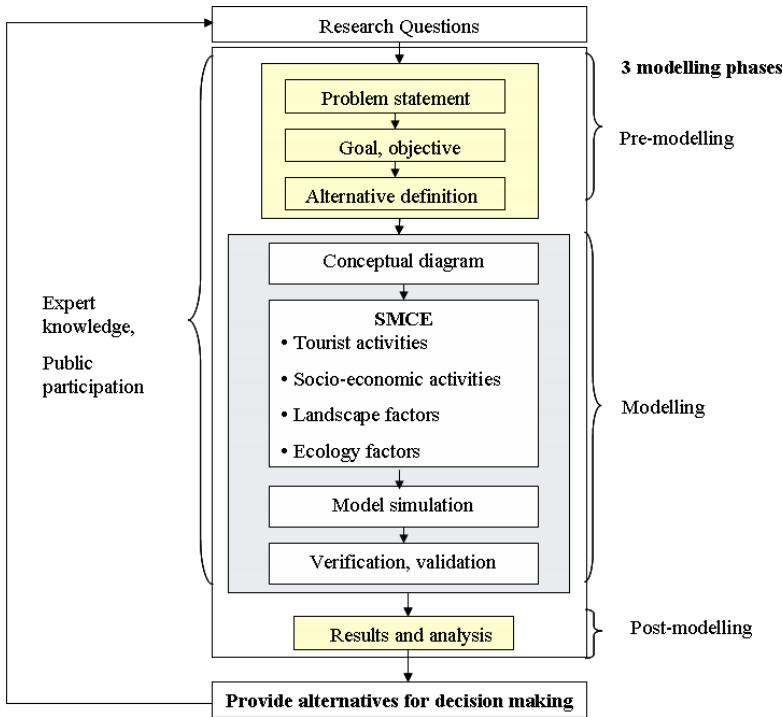 Research Questions
3 modelling phases
Problem statement
Goal, objective
Alternative definition
Pre-modelling
Conceptual diagram
SMCE
• Tourist activities
• Socio-economic activities
• Landscape factors
• Ecology factors
Model simulation
Verification, validation
Expert
knowledge,
Public
participation
Modelling
Results and analysis
Post-modelling
Provide alternatives for decision making